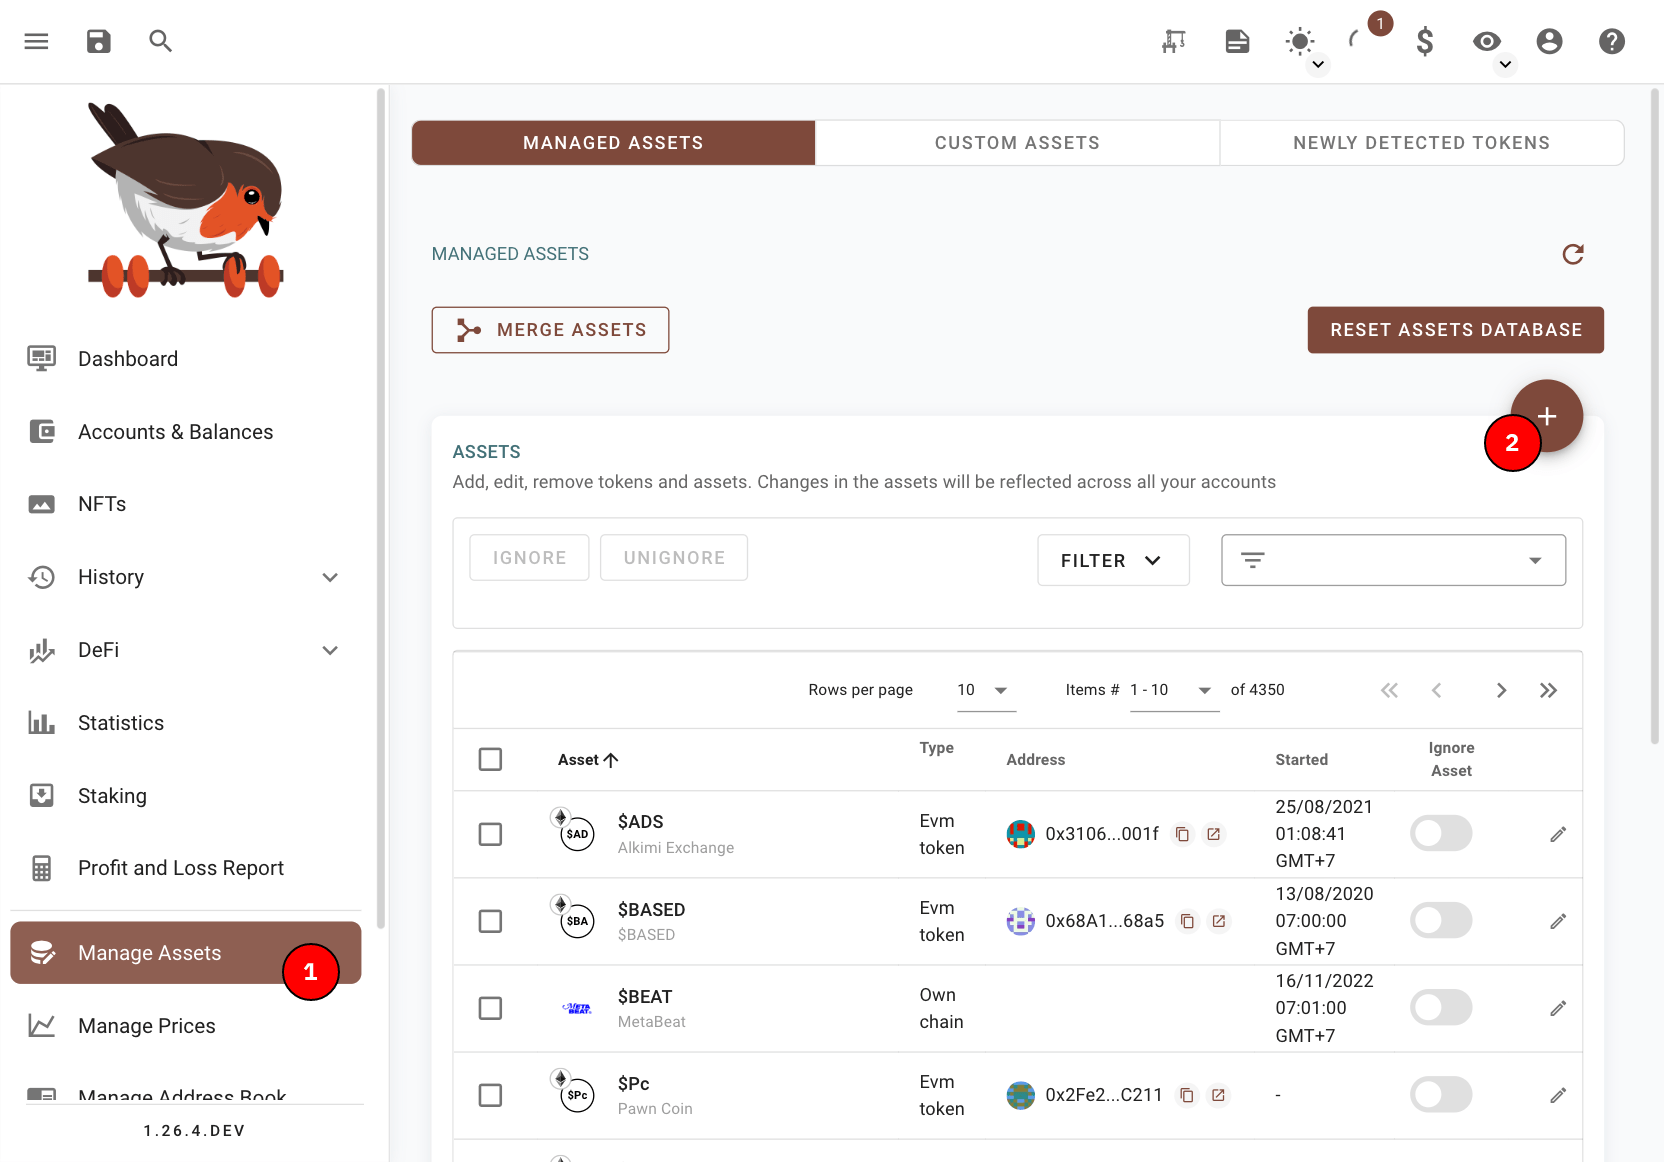 1
MANAGED ASSETS
CUSTOM ASSETS
NEWLY DETECTED TOKENS
MANAGED ASSETS
MERGE ASSETS
RESET ASSETS DATABASE
Dashboard
Accounts & Balances
NFTs
History
DeFi
Statistics
Staking
Profit and Loss Report
Manage Assets
1
Manage Prices
Manage Address Book
1.26.4.DEV
2
ASSETS
Add, edit, remove tokens and assets. Changes in the assets will be reflected across all your accounts
IGNORE
UNIGNORE
FILTER
Rows per page
10
Items #
1 - 10
of 4350
Asset
Type
Address
Started
Ignore
Asset
$AD
$ADS
Alkimi Exchange
Evm
token
0x3106...001f
25/08/2021
01:08:41
GMT+7
$BA
$BASED
$BASED
Evm
token
0x68A1...68a5
13/08/2020
07:00:00
GMT+7
META
BEAT
$BEAT
MetaBeat
Own
chain
16/11/2022
07:01:00
GMT+7
$Pc
$Pc
Pawn Coin
Evm
token
0x2Fe2...C211
-